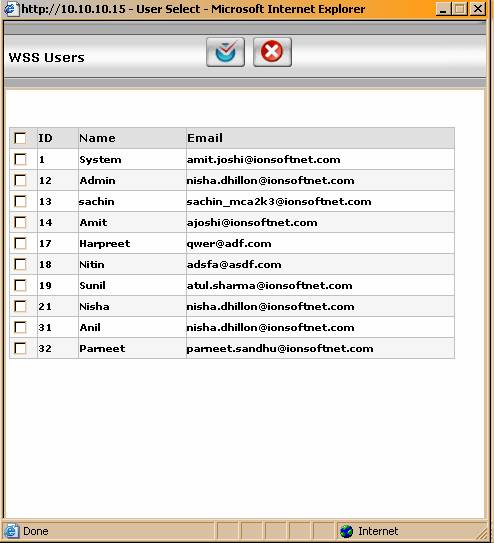 http://10.10.10.15 - User Select - Microsoft Internet Explorer
WSS Users
ID Name Email
1 System amit.joshi@ionsoftnet.com
12 Admin nisha.dhillon@ionsoftnet.com
13 sachin sachin_mca2k3@ionsoftnet.com
14 Amit ajoshi@ionsoftnet.com
17 Harpreet qwer@adf.com
18 Nitin adsfa@asdf.com
19 Sunil atul.sharma@ionsoftnet.com
21 Nisha nisha.dhillon@ionsoftnet.com
31 Anil nisha.dhillon@ionsoftnet.com
32 Parneet parneet.sandhu@ionsoftnet.com
Done Internet